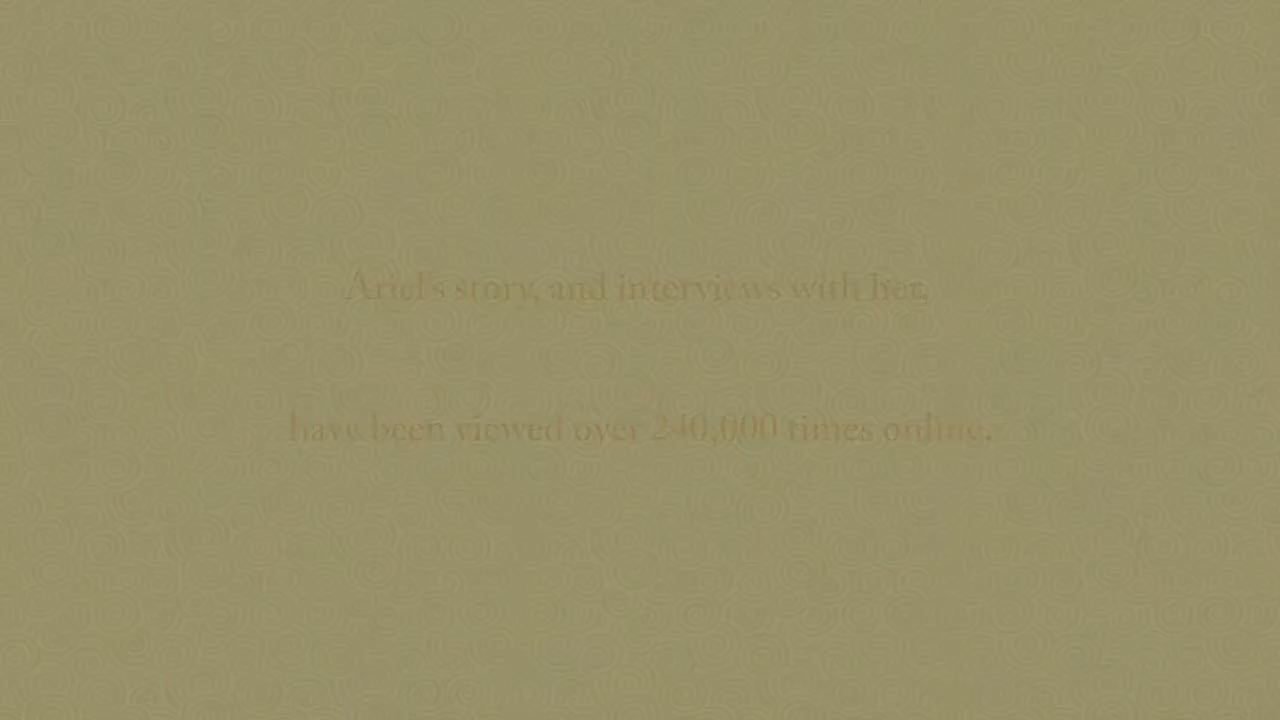 Ariel's story, and interviews with her,
have been viewed over 240,000 times online.